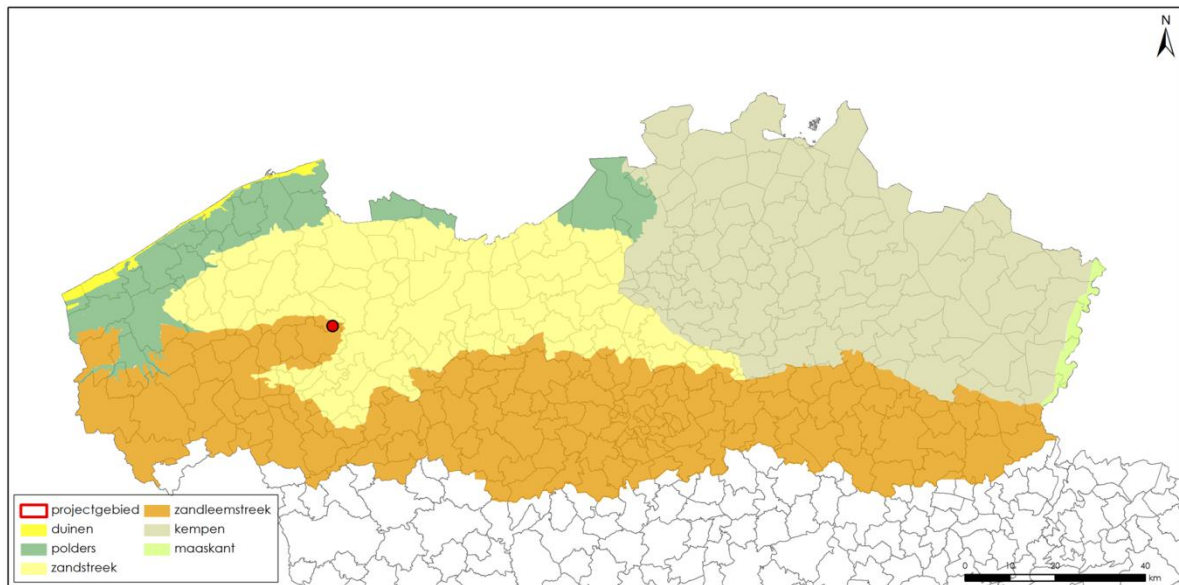 N
projectgebied
duinen
polders
zandstreek
zandleemstreek
kempen
maaskant
0 10 20 40
km